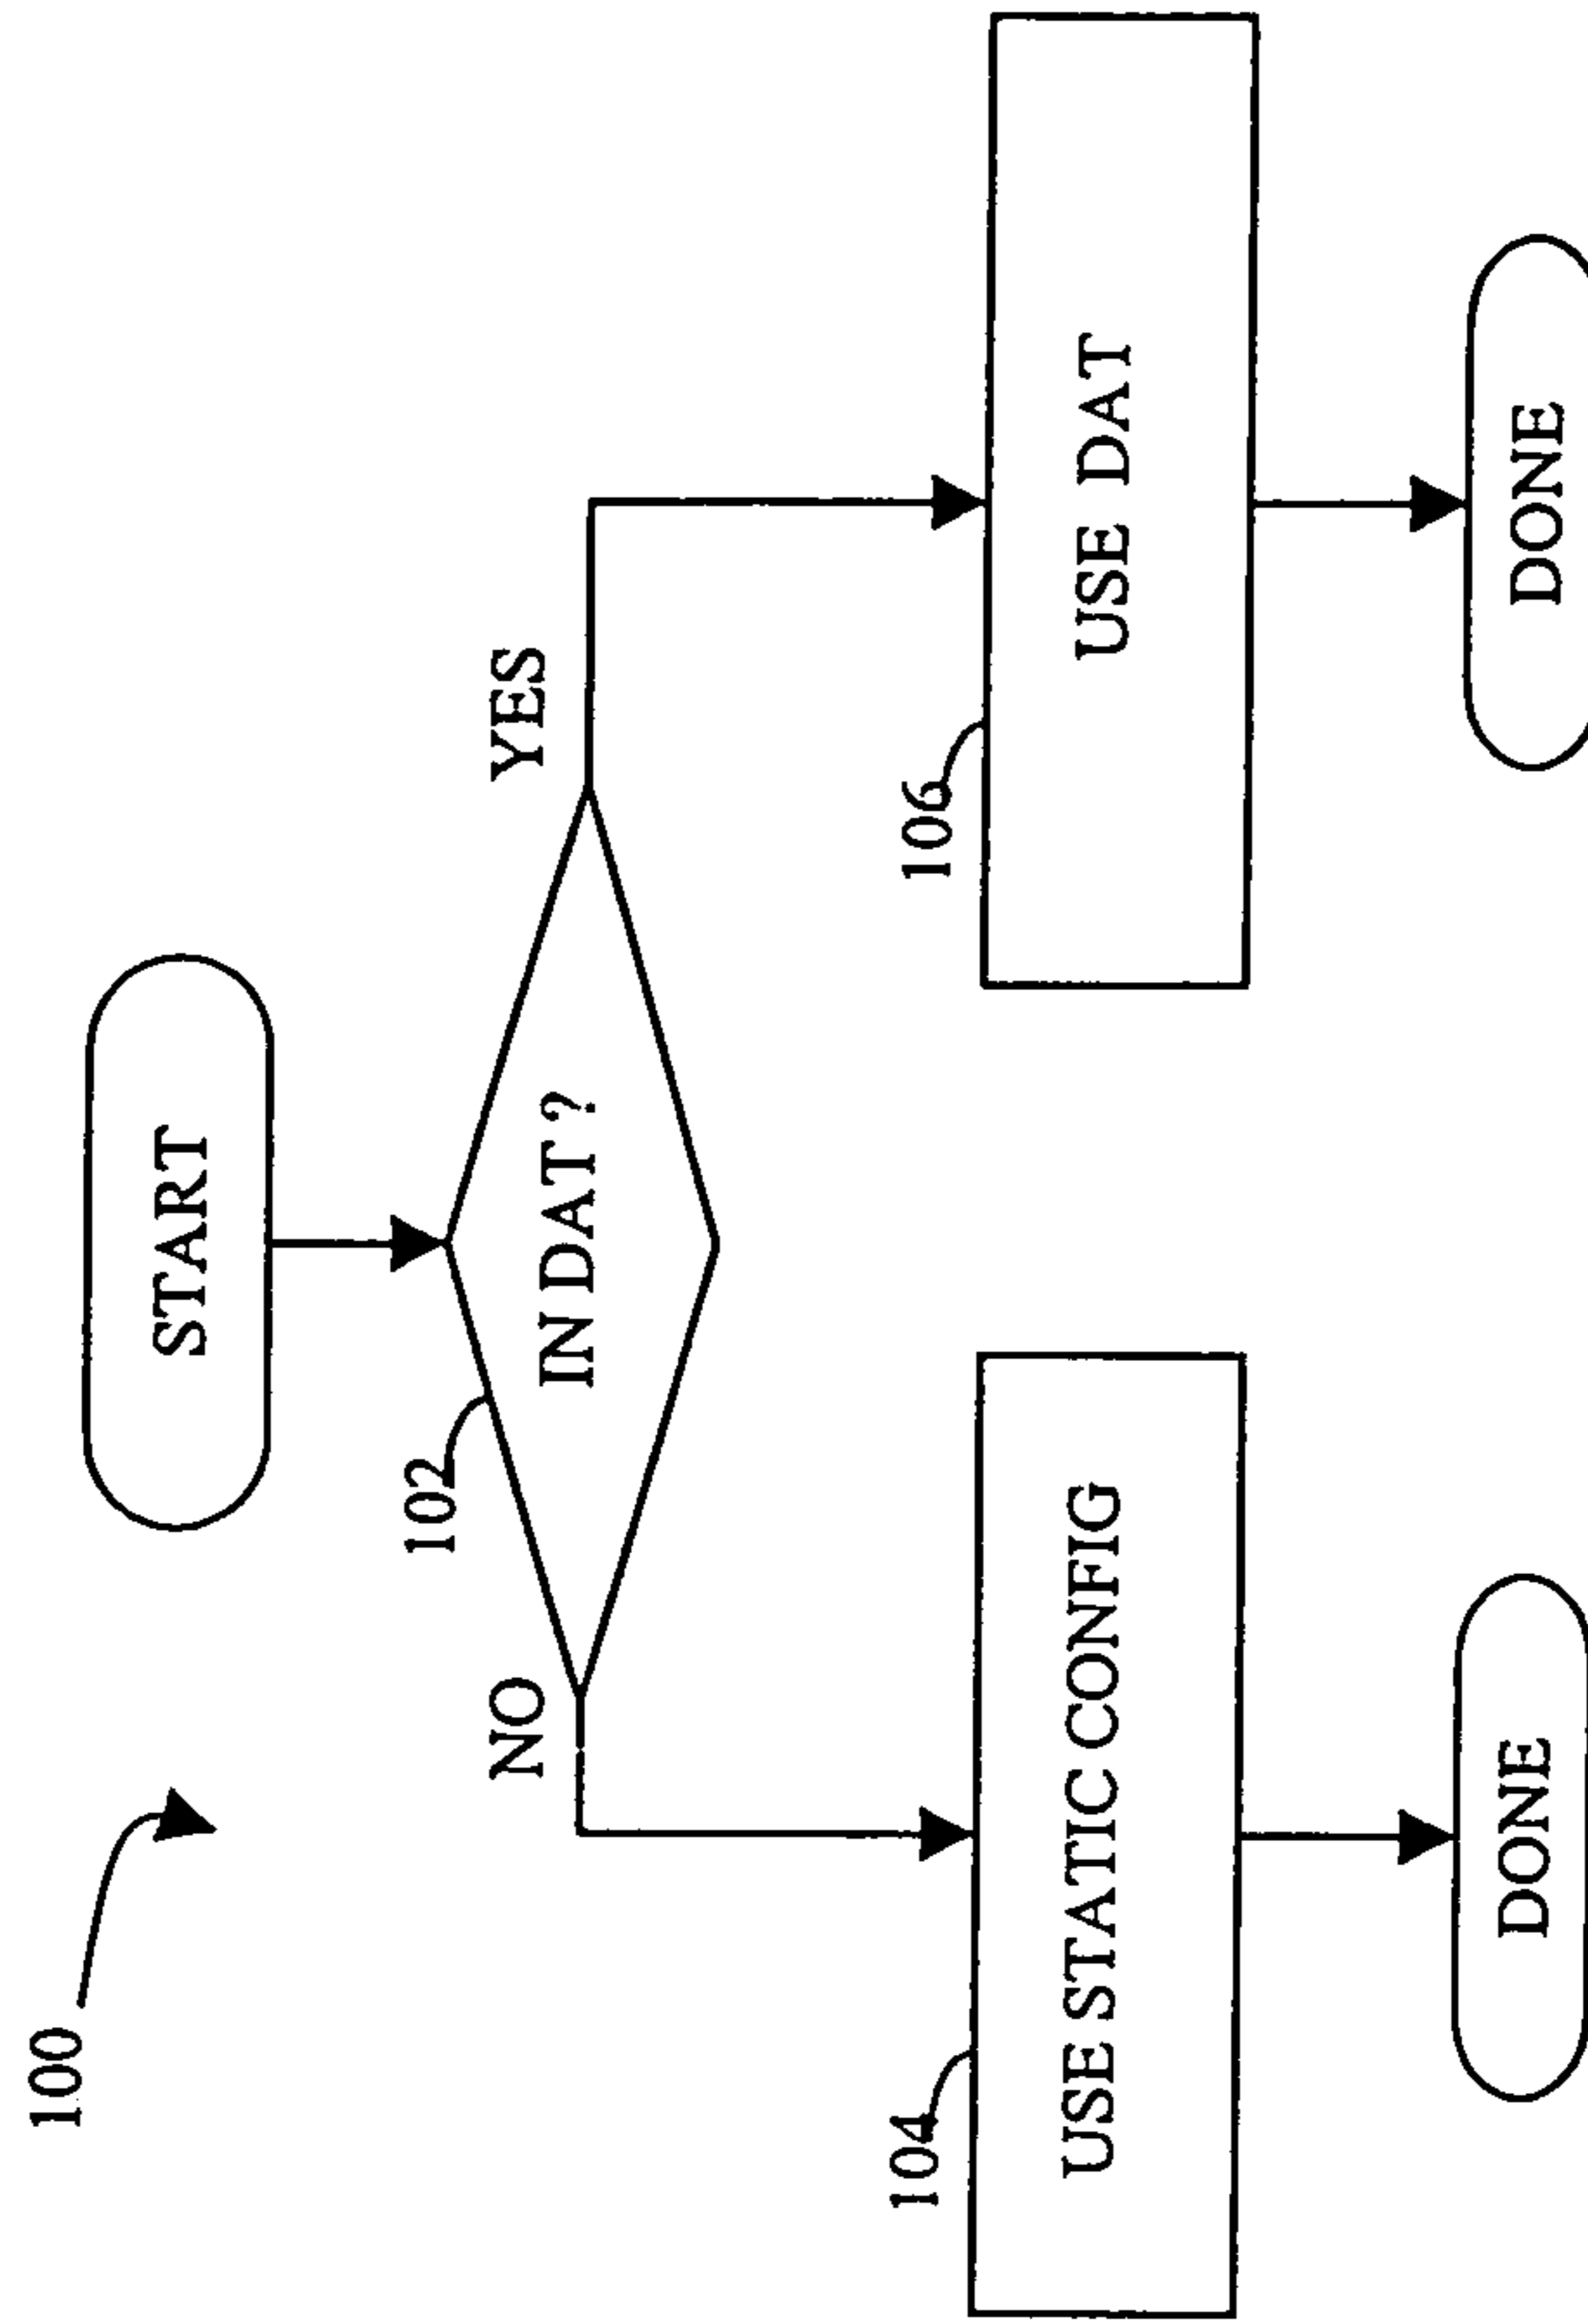 100
START
102
IN DAT?
NO
YES
104
USE STATIC CONFIG
106
USE DAT
DONE
DONE